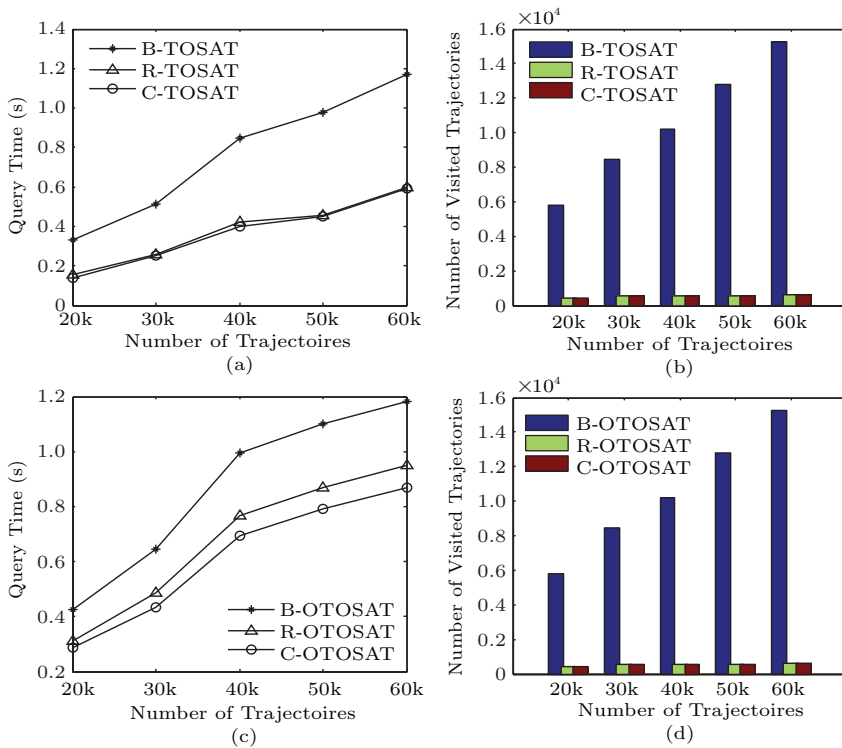 1.4
1.2
1.0
0.8
0.6
0.4
0.2
0
Query Time (s)
B-TOSAT
R-TOSAT
C-TOSAT
20k 30k 40k 50k 60k
Number of Trajectoires
(a)
×10⁴
1.6
1.4
1.2
1.0
0.8
0.6
0.4
0.2
0
Number of Visited Trajectories
B-TOSAT
R-TOSAT
C-TOSAT
20k 30k 40k 50k 60k
Number of Trajectoires
(b)
1.2
1.0
0.8
0.6
0.4
0.2
Query Time (s)
B-OTOSAT
R-OTOSAT
C-OTOSAT
20k 30k 40k 50k 60k
Number of Trajectoires
(c)
×10⁴
1.6
1.4
1.2
1.0
0.8
0.6
0.4
0.2
0
Number of Visited Trajectories
B-OTOSAT
R-OTOSAT
C-OTOSAT
20k 30k 40k 50k 60k
Number of Trajectoires
(d)